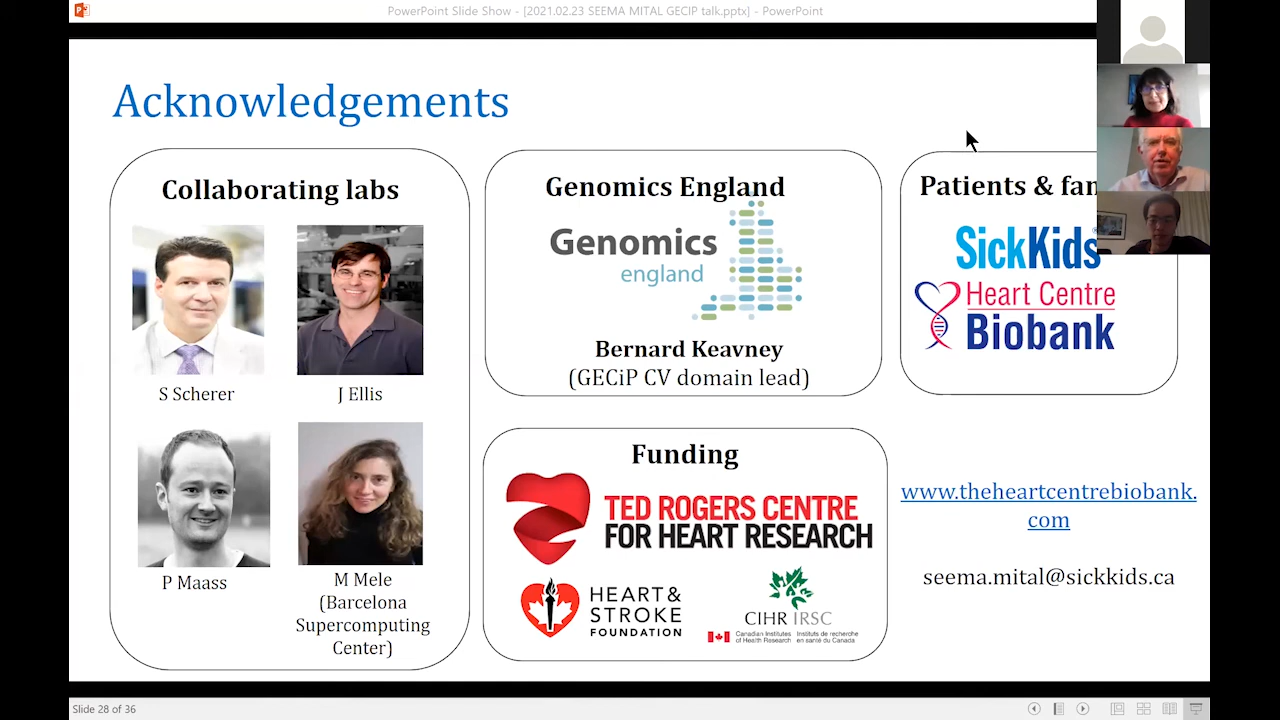 PowerPoint Slide Show - [2021.02.23 SEEMA MITAL GECIP talk.pptx] - PowerPoint
Acknowledgements
Collaborating labs
S Scherer
J Ellis
P Maass
M Mele
(Barcelona
Supercomputing
Center)
Genomics England
Genomics
england
Bernard Keavney
(GECiP CV domain lead)
Funding
TED ROGERS CENTRE
FOR HEART RESEARCH
HEART &
STROKE
FOUNDATION
CIHR IRSC
Canadian Institutes
of Health Research
Instituts de recherche
en santé du Canada
Patients & fan
SickKids
Heart Centre
Biobank
www.theheartcentrebiobank.
com
seema.mital@sickkids.ca
Slide 28 of 36